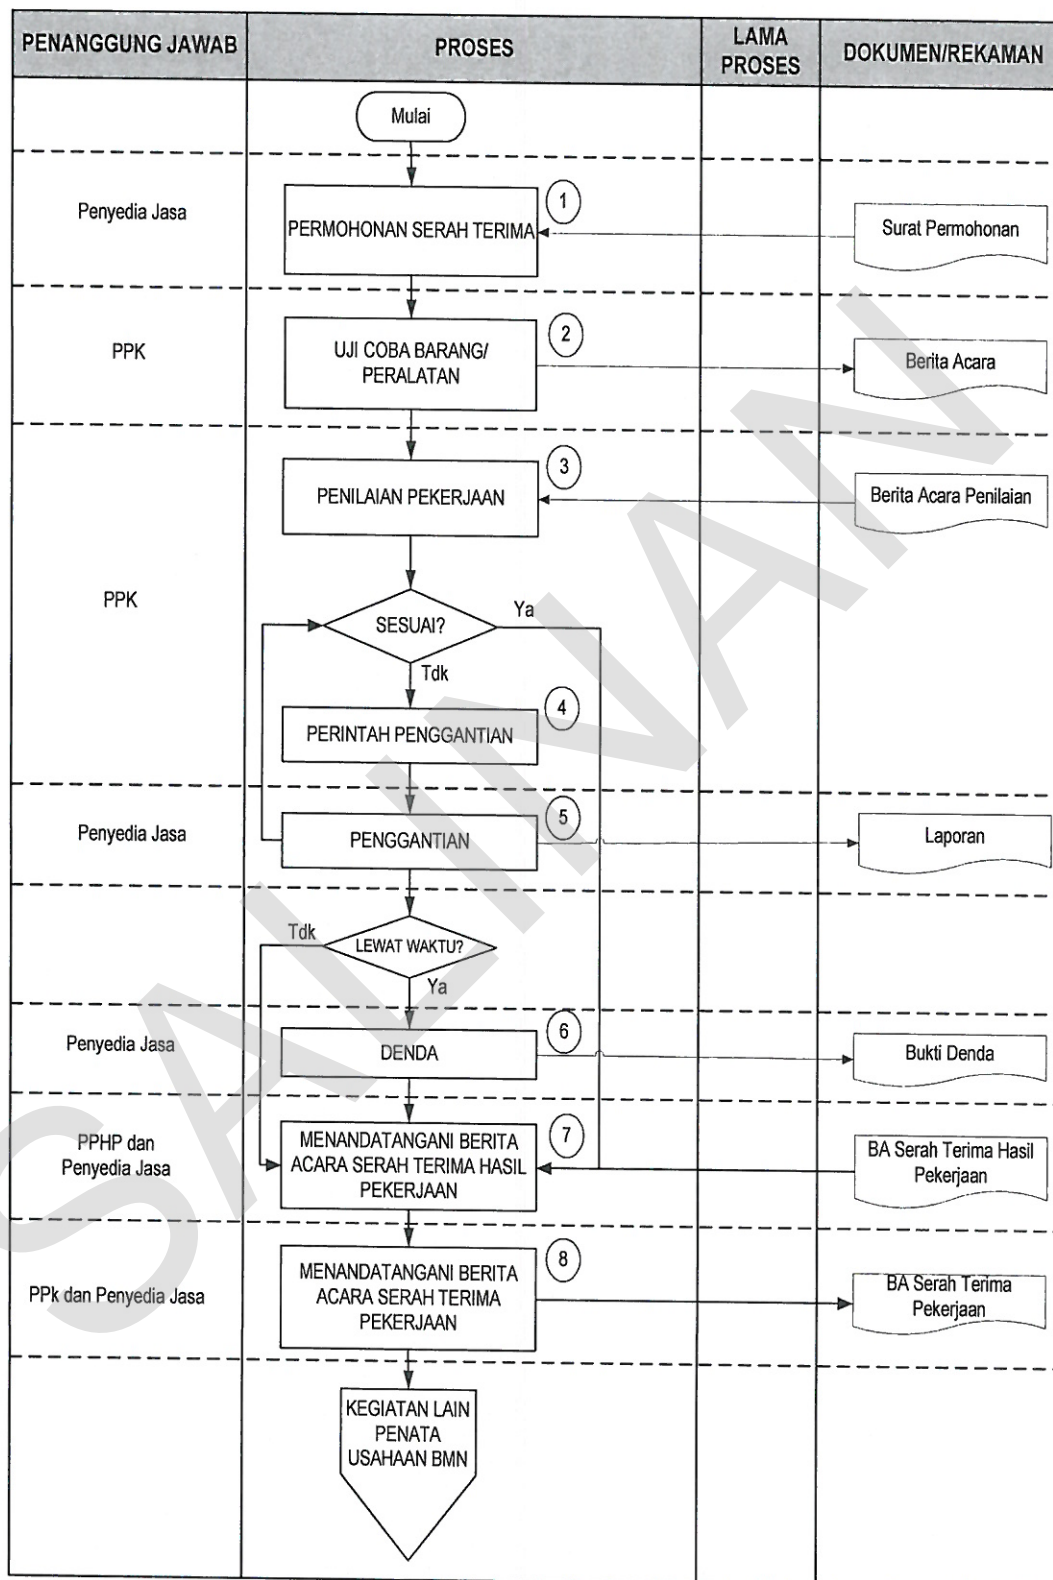 PENANGGUNG JAWAB
PROSES
LAMA
PROSES
DOKUMEN/REKAMAN
Mulai
Penyedia Jasa
1
PERMOHONAN SERAH TERIMA
Surat Permohonan
PPK
2
UJI COBA BARANG/
PERALATAN
Berita Acara
3
PENILAIAN PEKERJAAN
Berita Acara Penilaian
PPK
SESUAI?
Ya
Tdk
4
PERINTAH PENGGANTIAN
Penyedia Jasa
5
PENGGANTIAN
Laporan
Tdk
LEWAT WAKTU?
Ya
Penyedia Jasa
6
DENDA
Bukti Denda
PPHP dan
Penyedia Jasa
7
MENANDATANGANI BERITA
ACARA SERAH TERIMA HASIL
PEKERJAAN
BA Serah Terima Hasil
Pekerjaan
PPk dan Penyedia Jasa
8
MENANDATANGANI BERITA
ACARA SERAH TERIMA
PEKERJAAN
BA Serah Terima
Pekerjaan
KEGIATAN LAIN
PENATA
USAHAAN BMN
SALINAN